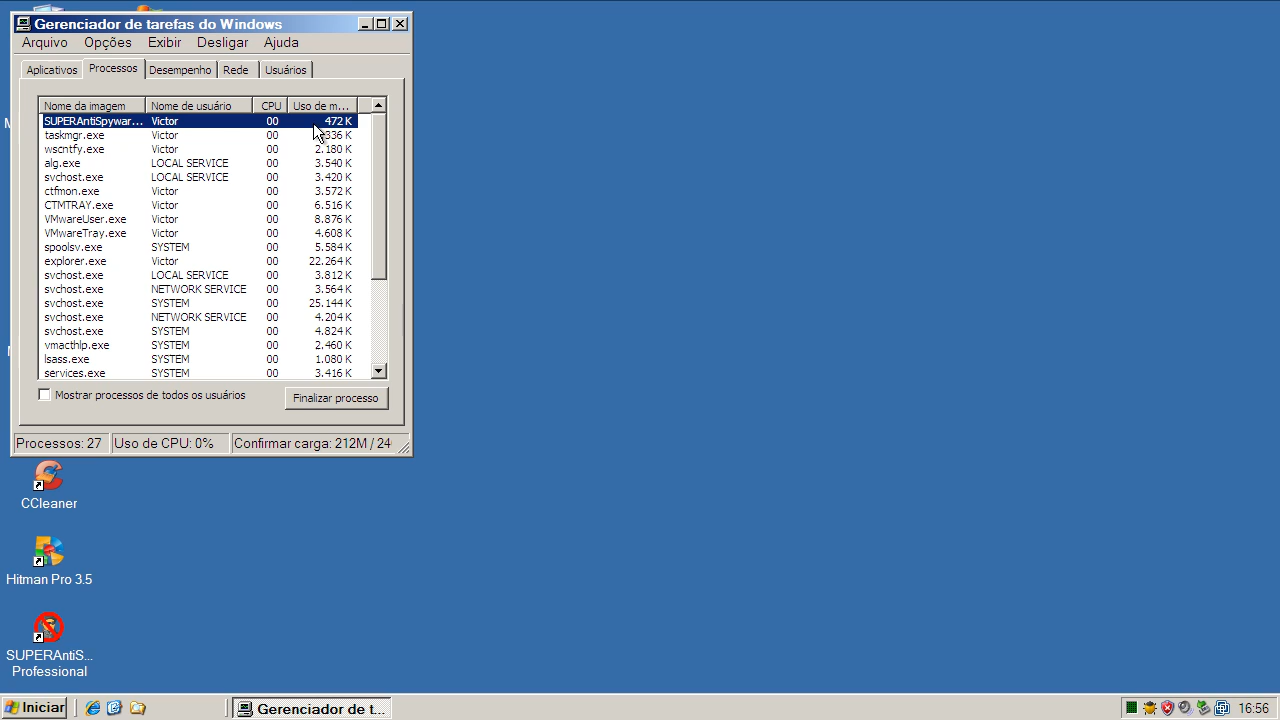 Gerenciador de tarefas do Windows
Arquivo Opções Exibir Desligar Ajuda
Aplicativos Processos Desempenho Rede Usuários
Nome da imagem Nome de usuário CPU Uso de m...
SUPERAntiSpywar... Victor 00 472 K
taskmgr.exe Victor 00 336 K
wscntfy.exe Victor 00 2.180 K
alg.exe LOCAL SERVICE 00 3.540 K
svchost.exe LOCAL SERVICE 00 3.420 K
ctfmon.exe Victor 00 3.572 K
CTMTRAY.exe Victor 00 6.516 K
VMwareUser.exe Victor 00 8.876 K
VMwareTray.exe Victor 00 4.608 K
spoolsv.exe SYSTEM 00 5.584 K
explorer.exe Victor 00 22.264 K
svchost.exe LOCAL SERVICE 00 3.812 K
svchost.exe NETWORK SERVICE 00 3.564 K
svchost.exe SYSTEM 00 25.144 K
svchost.exe NETWORK SERVICE 00 4.204 K
svchost.exe SYSTEM 00 4.824 K
vmacthlp.exe SYSTEM 00 2.460 K
lsass.exe SYSTEM 00 1.080 K
services.exe SYSTEM 00 3.416 K
Mostrar processos de todos os usuários
Finalizar processo
Processos: 27 Uso de CPU: 0% Confirmar carga: 212M / 24
CCleaner
Hitman Pro 3.5
SUPERAntiS...
Professional
Iniciar
Gerenciador de t...
16:56